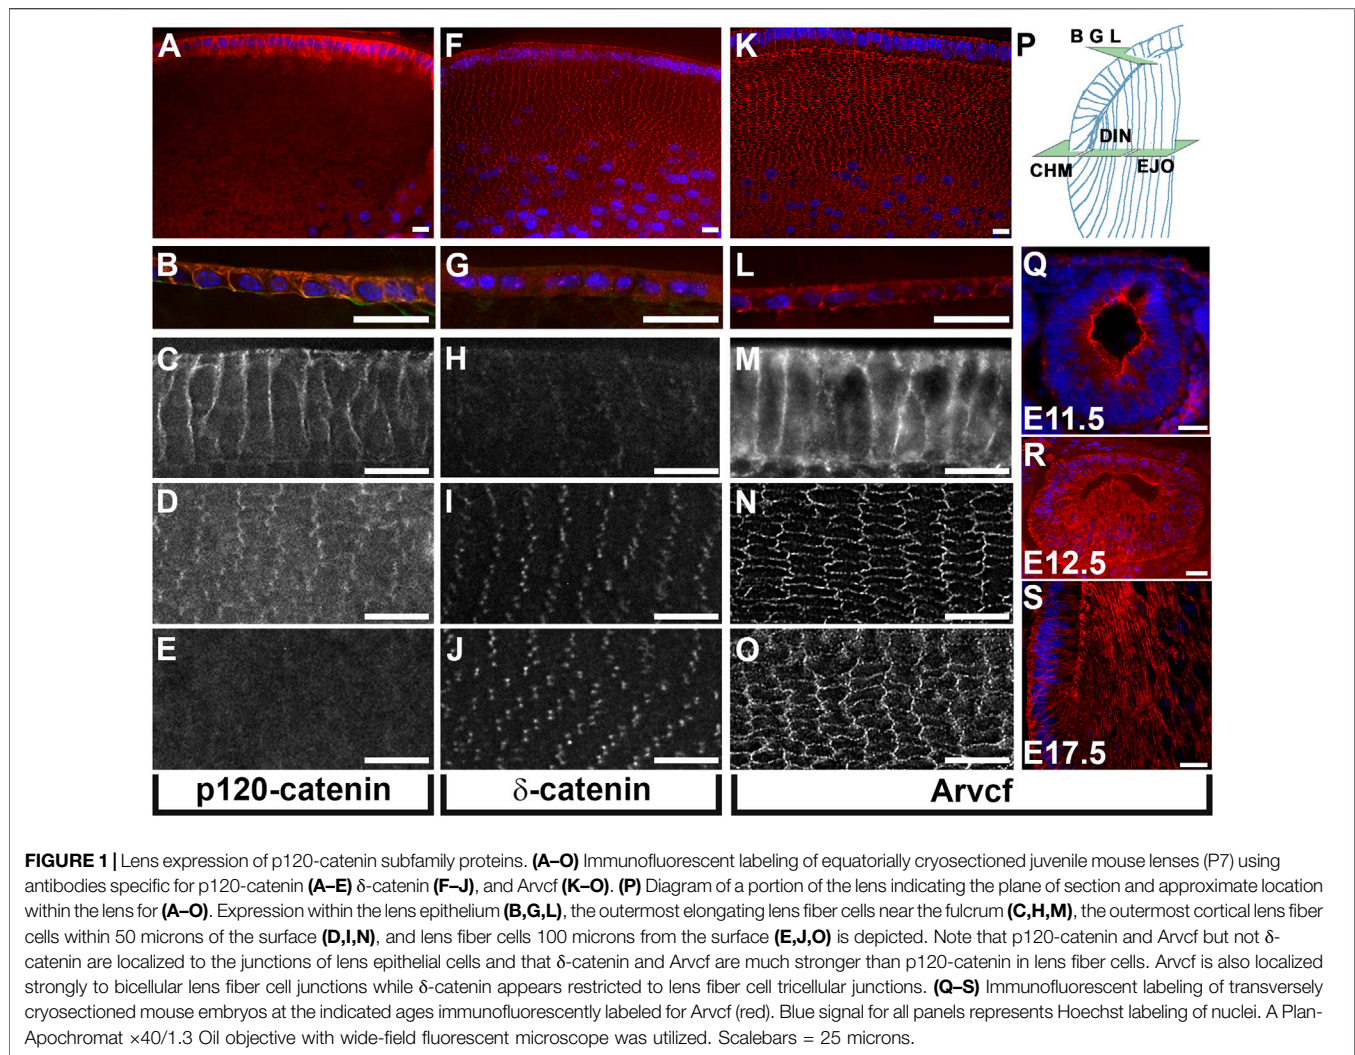 A
F
K
P
B G L
DIN
CHM
EJO
B
G
L
Q
E11.5
C
H
M
R
E12.5
D
I
N
S
E17.5
E
J
O
p120-catenin
δ-catenin
Arvcf
FIGURE 1 | Lens expression of p120-catenin subfamily proteins. (A–O) Immunofluorescent labeling of equatorially cryosectioned juvenile mouse lenses (P7) using
antibodies specific for p120-catenin (A–E) δ-catenin (F–J), and Arvcf (K–O). (P) Diagram of a portion of the lens indicating the plane of section and approximate location
within the lens for (A–O). Expression within the lens epithelium (B,G,L), the outermost elongating lens fiber cells near the fulcrum (C,H,M), the outermost cortical lens fiber
cells within 50 microns of the surface (D,I,N), and lens fiber cells 100 microns from the surface (E,J,O) is depicted. Note that p120-catenin and Arvcf but not δ-
catenin are localized to the junctions of lens epithelial cells and that δ-catenin and Arvcf are much stronger than p120-catenin in lens fiber cells. Arvcf is also localized
strongly to bicellular lens fiber cell junctions while δ-catenin appears restricted to lens fiber cell tricellular junctions. (Q–S) Immunofluorescent labeling of transversely
cryosectioned mouse embryos at the indicated ages immunofluorescently labeled for Arvcf (red). Blue signal for all panels represents Hoechst labeling of nuclei. A Plan-
Apochromat ×40/1.3 Oil objective with wide-field fluorescent microscope was utilized. Scalebars = 25 microns.